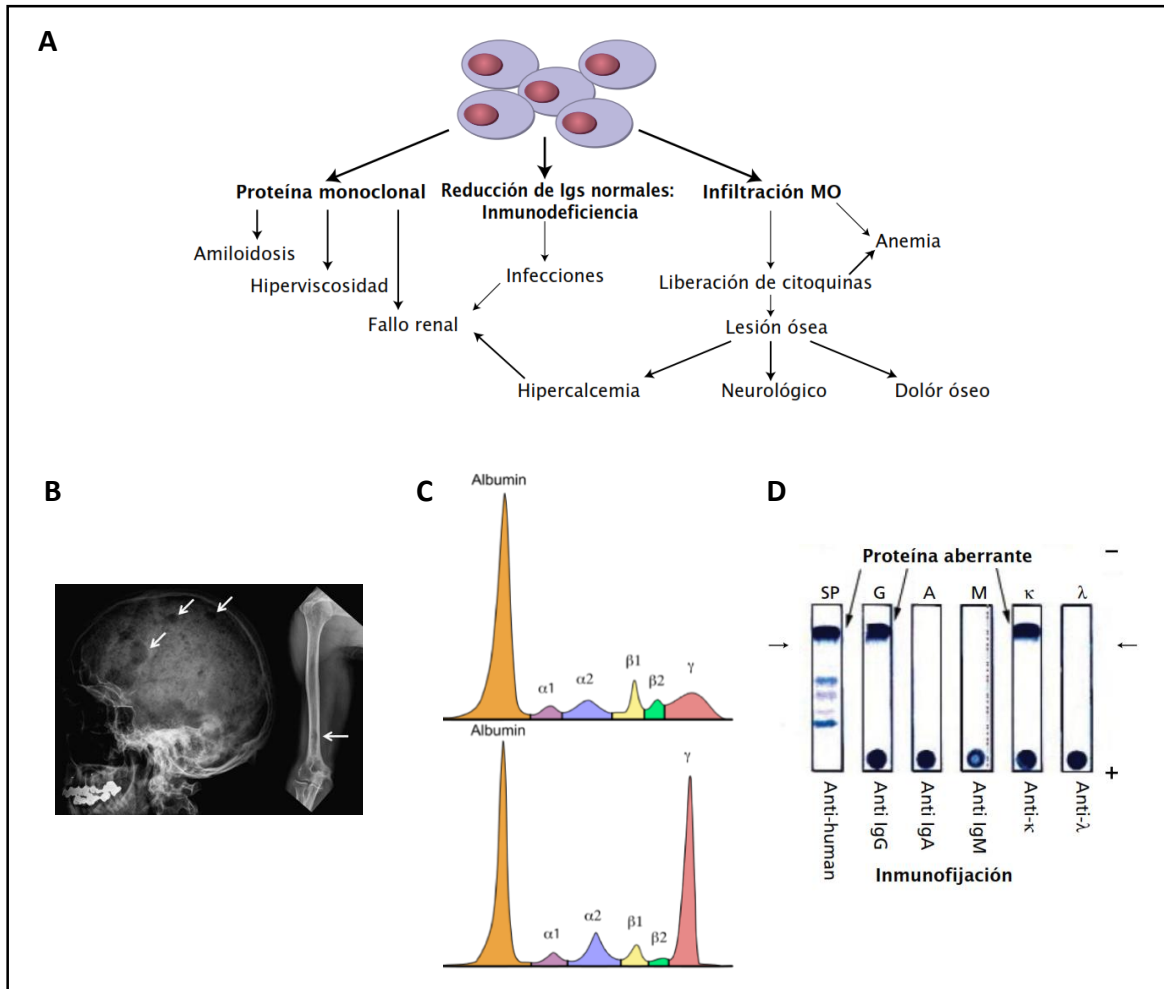 A
Proteína monoclonal
Reducción de Igs normales:
Inmunodeficiencia
Infiltración MO
Amiloidosis
Hiperviscosidad
Fallo renal
Infecciones
Anemia
Liberación de citoquinas
Lesión ósea
Hipercalcemia
Neurológico
Dolór óseo
B
C
Albumin
α1
α2
β1
β2
γ
Albumin
α1
α2
β1
β2
γ
D
Proteína aberrante
−
SP G A M κ λ
+
Anti-human
Anti IgG
Anti IgA
Anti IgM
Anti-κ
Anti-λ
Inmunofijación